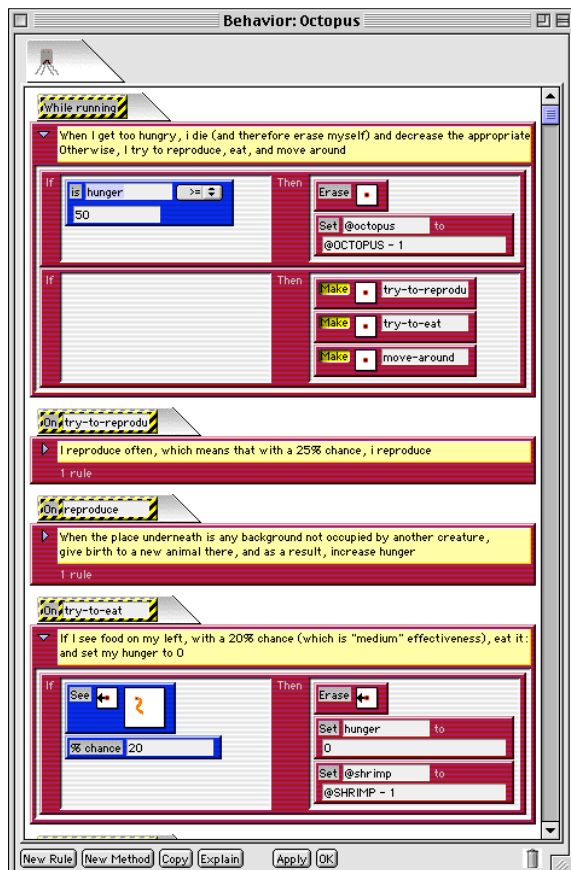 Behavior: Octopus
While running
When I get too hungry, i die (and therefore erase myself) and decrease the appropriate
Otherwise, I try to reproduce, eat, and move around
If
is hunger >=
50
Then
Erase
Set @octopus to
@OCTOPUS - 1
If
Then
Make try-to-reprodu
Make try-to-eat
Make move-around
On try-to-reprodu
I reproduce often, which means that with a 25% chance, i reproduce
1 rule
On reproduce
When the place underneath is any background not occupied by another creature,
give birth to a new animal there, and as a result, increase hunger
1 rule
On try-to-eat
If I see food on my left, with a 20% chance (which is "medium" effectiveness), eat it:
and set my hunger to 0
If
See
% chance 20
Then
Erase
Set hunger to
0
Set @shrimp to
@SHRIMP - 1
New Rule New Method Copy Explain Apply OK